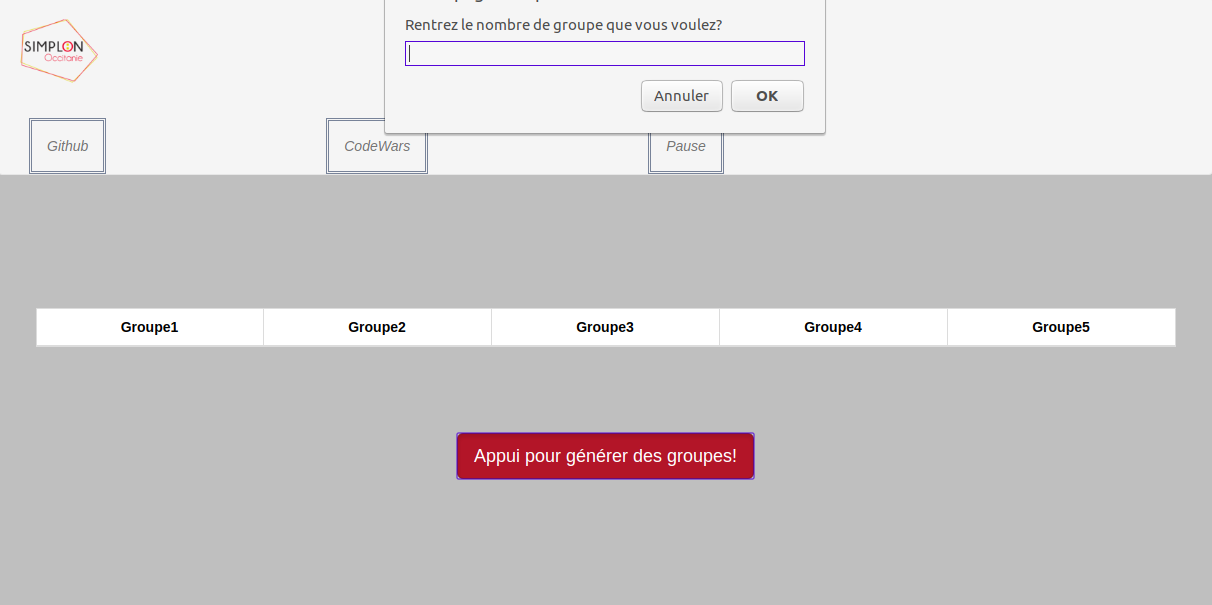 Rentrez le nombre de groupe que vous voulez?
SIMPLON
Occitanie
Annuler OK
Github CodeWars Pause
Groupe1 Groupe2 Groupe3 Groupe4 Groupe5
Appui pour générer des groupes!